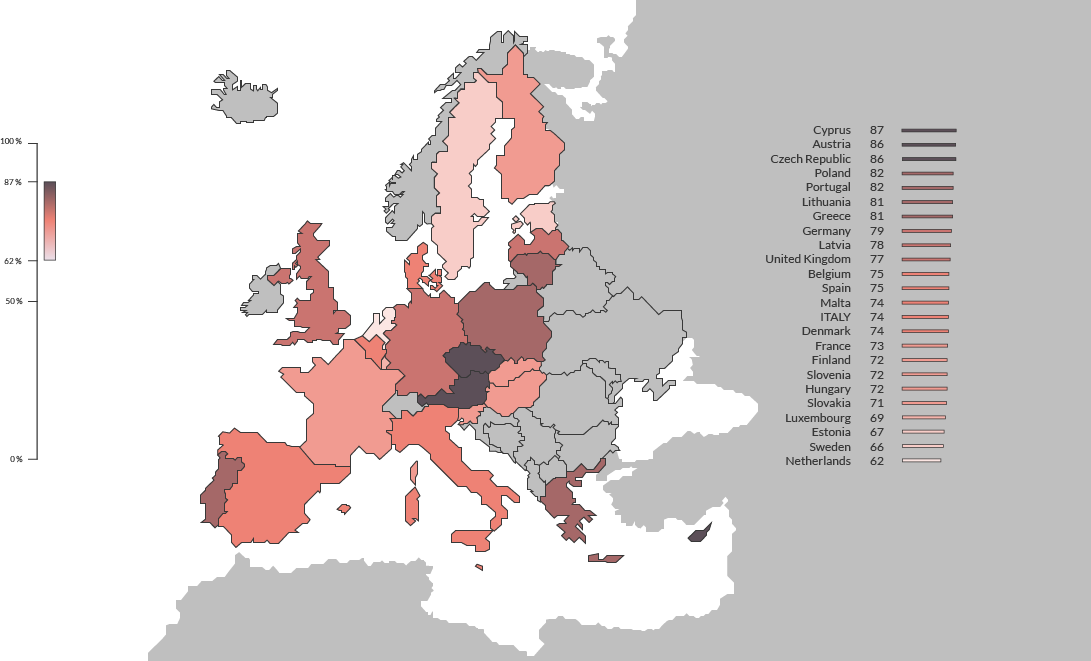 100%
87%
62%
50%
0%
Cyprus 87
Austria 86
Czech Republic 86
Poland 82
Portugal 82
Lithuania 81
Greece 81
Germany 79
Latvia 78
United Kingdom 77
Belgium 75
Spain 75
Malta 74
ITALY 74
Denmark 74
France 73
Finland 72
Slovenia 72
Hungary 72
Slovakia 71
Luxembourg 69
Estonia 67
Sweden 66
Netherlands 62